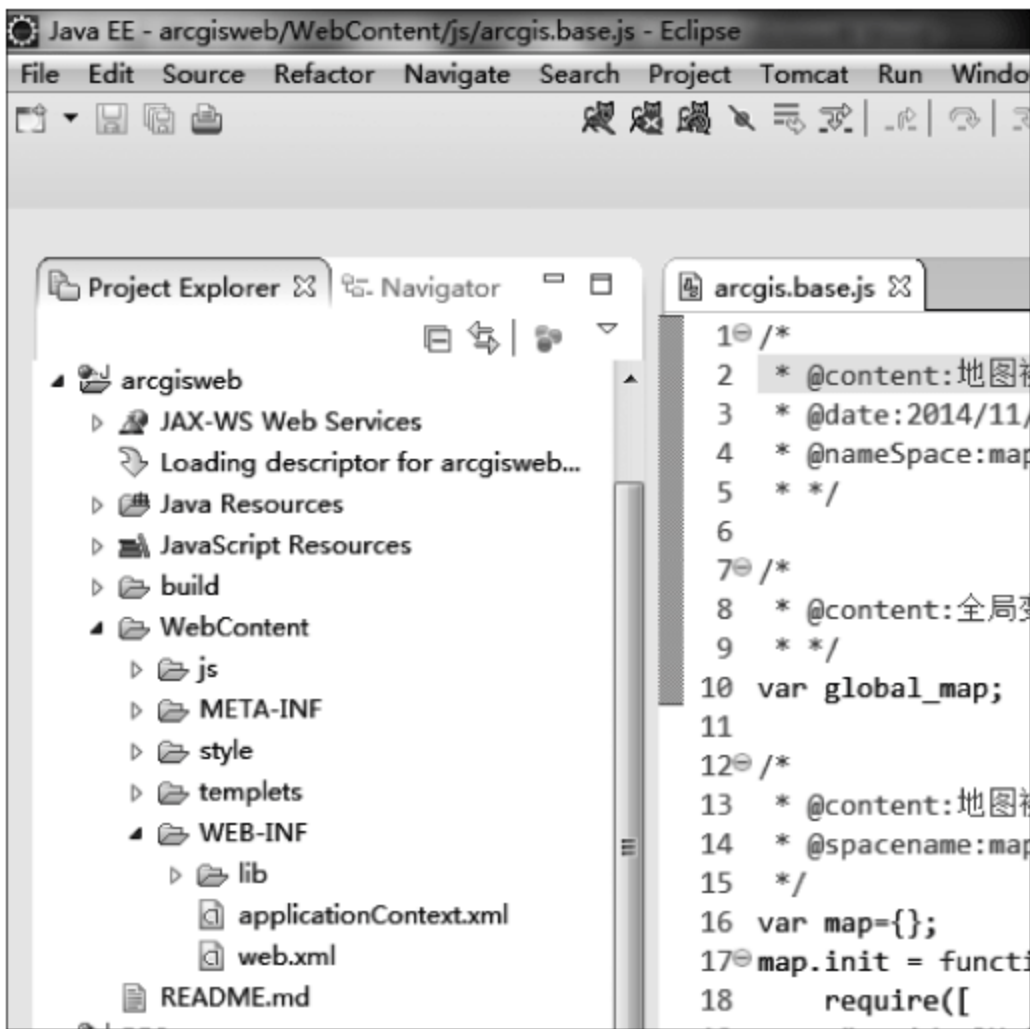 Java EE - arcgisweb/WebContent/js/arcgis.base.js - Eclipse
File Edit Source Refactor Navigate Search Project Tomcat Run Windo
Project Explorer Navigator
arcgisweb
JAX-WS Web Services
Loading descriptor for arcgisweb...
Java Resources
JavaScript Resources
build
WebContent
js
META-INF
style
templets
WEB-INF
lib
applicationContext.xml
web.xml
README.md
arcgis.base.js
1 /*
2 * @content:地图
3 * @date:2014/11/
4 * @nameSpace:map
5 * */
6
7 /*
8 * @content:全局
9 * */
10 var global_map;
11
12 /*
13 * @content:地图
14 * @spacename:map
15 */
16 var map={};
17 map.init = functi
18 require([